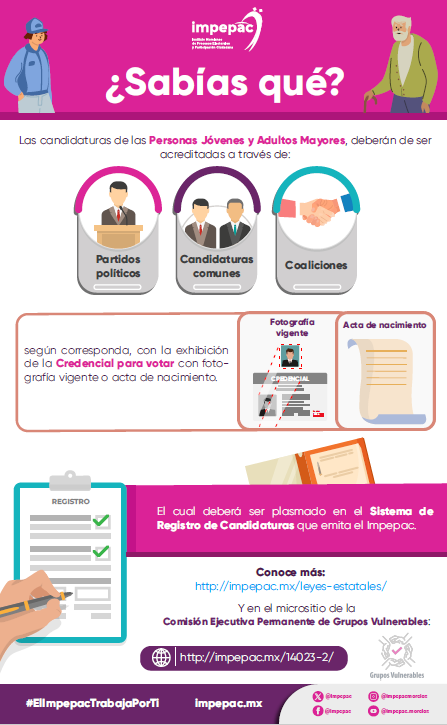 impepac
Instituto Morelense
de Procesos Electorales
y Participación Ciudadana
¿Sabías qué?
Las candidaturas de las Personas Jóvenes y Adultos Mayores, deberán de ser
acreditadas a través de:
Partidos
políticos
Candidaturas
comunes
Coaliciones
según corresponda, con la exhibición
de la Credencial para votar con foto-
grafía vigente o acta de nacimiento.
Fotografía
vigente
CREDENCIAL
Acta de nacimiento
REGISTRO
El cual deberá ser plasmado en el Sistema de
Registro de Candidaturas que emita el Impepac.
Conoce más:
http://impepac.mx/leyes-estatales/
Y en el micrositio de la
Comisión Ejecutiva Permanente de Grupos Vulnerables:
http://impepac.mx/14023-2/
Grupos Vulnerables
#ElImpepacTrabajaPorTi
impepac.mx
@impepac
@impepacmorelos
@impepac
@impepac.morelos